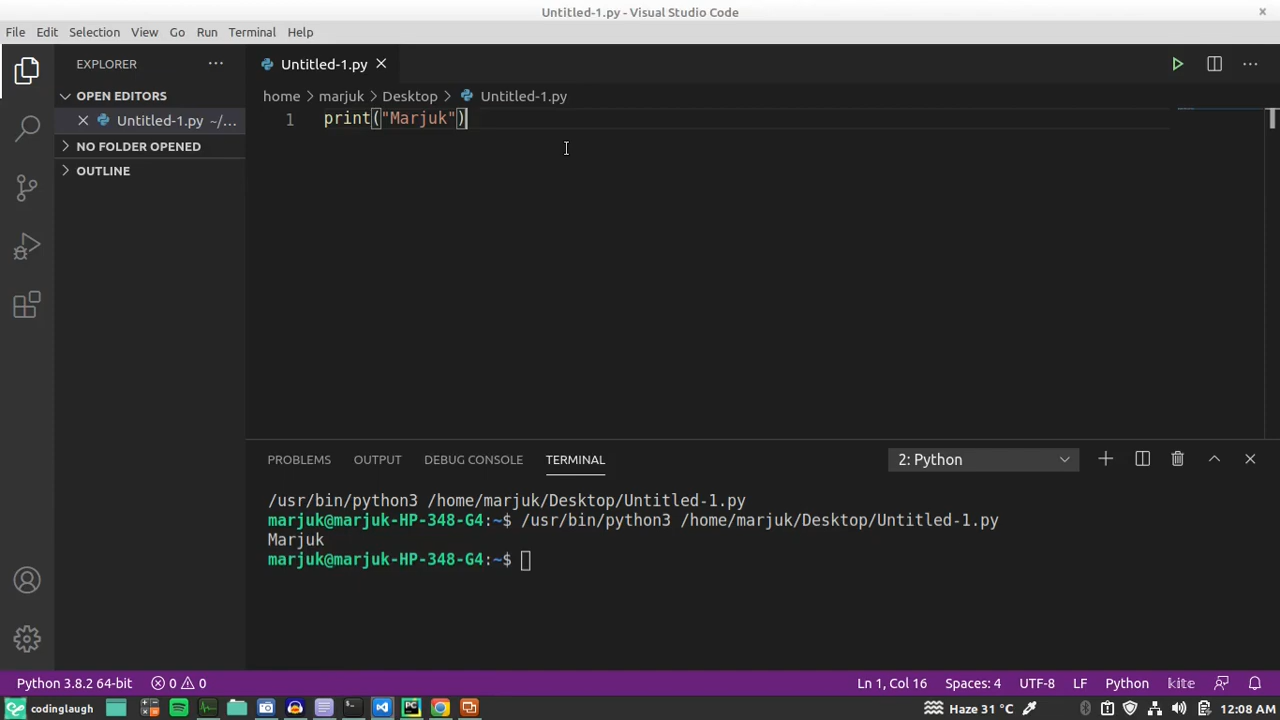 Untitled-1.py - Visual Studio Code ×
File Edit Selection View Go Run Terminal Help
EXPLORER ··· Untitled-1.py ×
OPEN EDITORS home > marjuk > Desktop > Untitled-1.py
Untitled-1.py ~/... 1 print("Marjuk")
NO FOLDER OPENED
OUTLINE
PROBLEMS OUTPUT DEBUG CONSOLE TERMINAL 2: Python
/usr/bin/python3 /home/marjuk/Desktop/Untitled-1.py
marjuk@marjuk-HP-348-G4:~$ /usr/bin/python3 /home/marjuk/Desktop/Untitled-1.py
Marjuk
marjuk@marjuk-HP-348-G4:~$
Python 3.8.2 64-bit 0 0 Ln 1, Col 16 Spaces: 4 UTF-8 LF Python kite
codinglaugh PC Haze 31 °C 12:08 AM